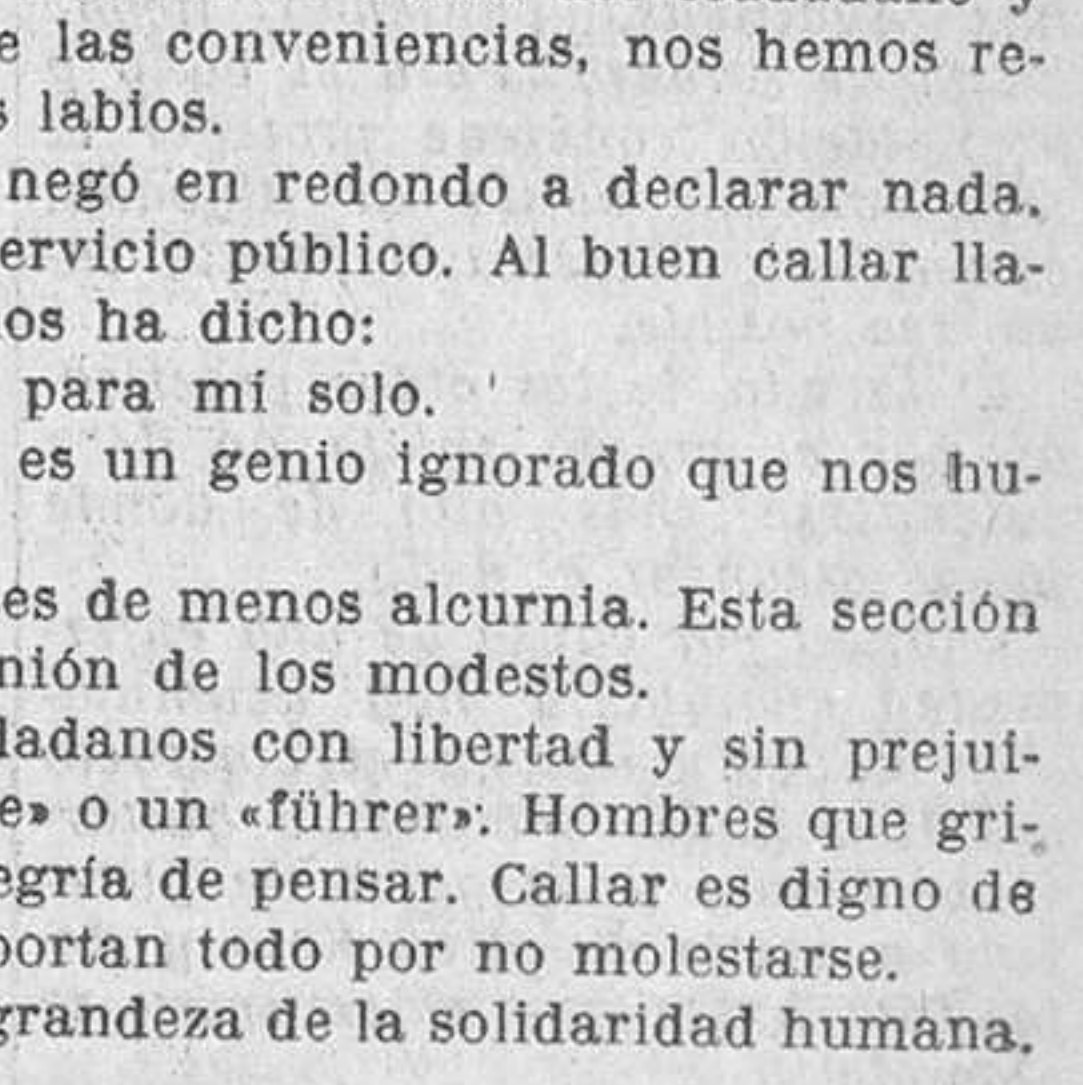 e las conveniencias, nos hemos re-
s labios.
negó en redondo a declarar nada.
ervicio público. Al buen callar lla-
os ha dicho:
para mí solo.
es un genio ignorado que nos hu-
es de menos alcurnia. Esta sección
nión de los modestos.
ladanos con libertad y sin prejuí-
e» o un «führer»: Hombres que gri-
egría de pensar. Callar es digno de
portan todo por no molestarse.
grandeza de la solidaridad humana.